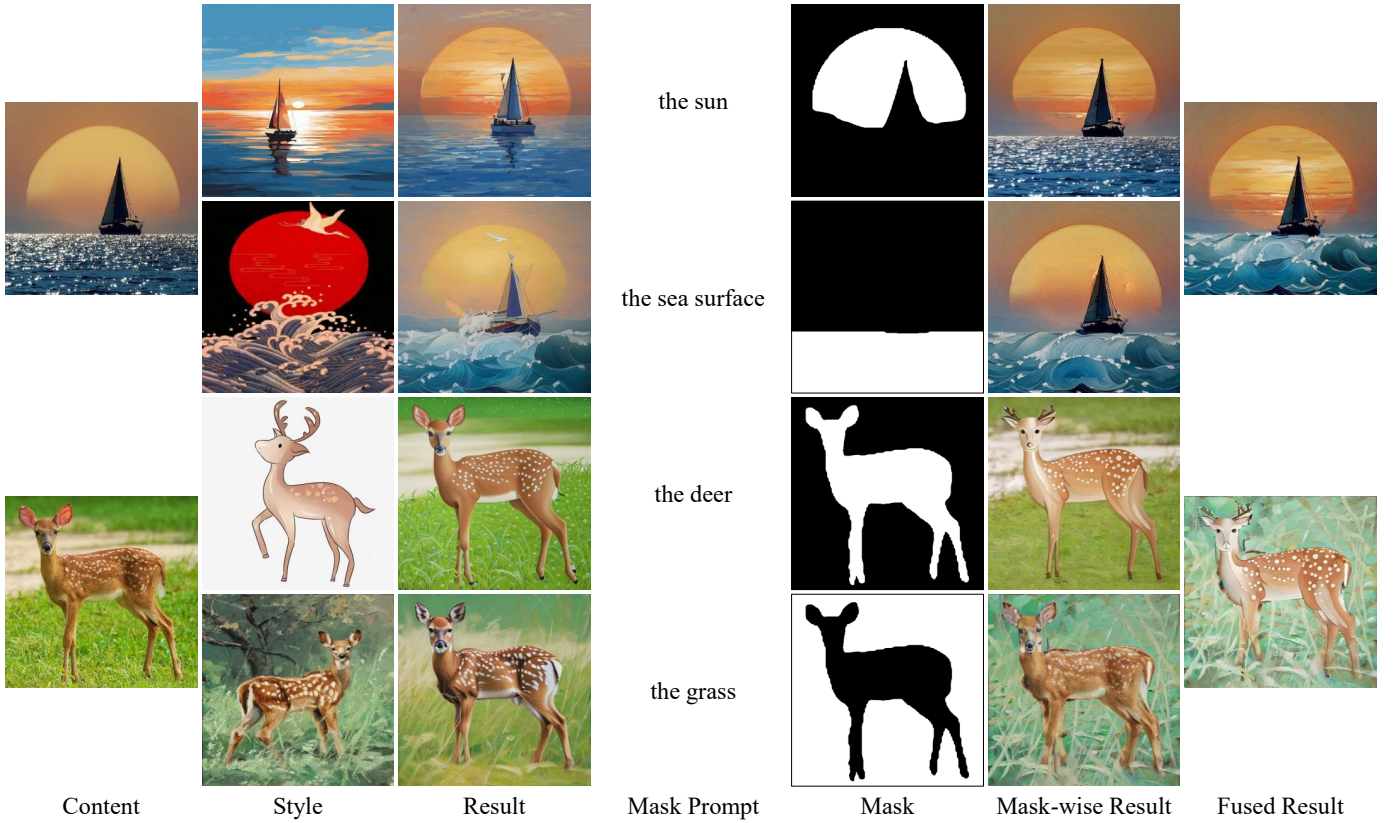 the sun
the sea surface
the deer
the grass
Content Style Result Mask Prompt Mask Mask-wise Result Fused Result